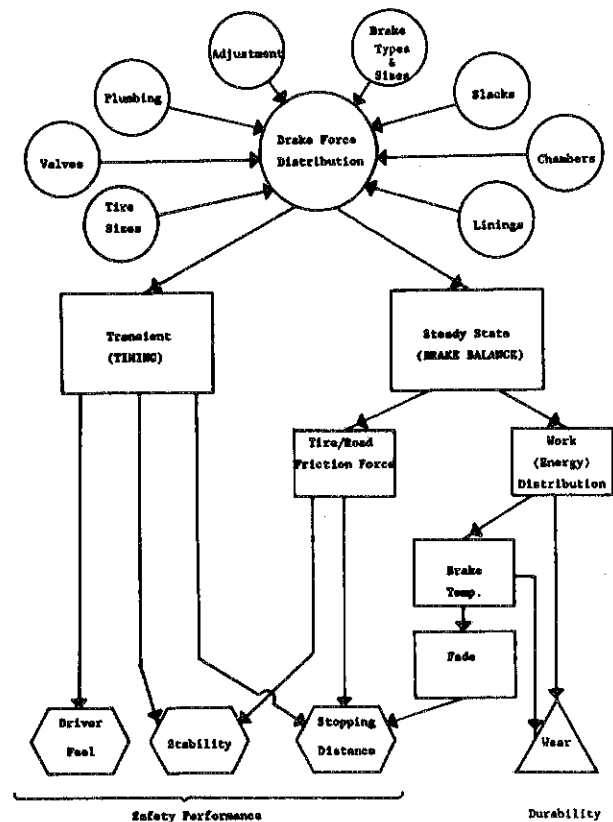 Adjustment
Brake
Types
&
Sizes
Plumbing
Slacks
Brake Force
Distribution
Valves
Chambers
Tire
Sizes
Linings
Transient
(TIMING)
Steady State
(BRAKE BALANCE)
Tire/Road
Friction Force
Work
(Energy)
Distribution
Brake
Temp.
Fade
Driver
Feel
Stability
Stopping
Distance
Wear
Safety Performance
Durability